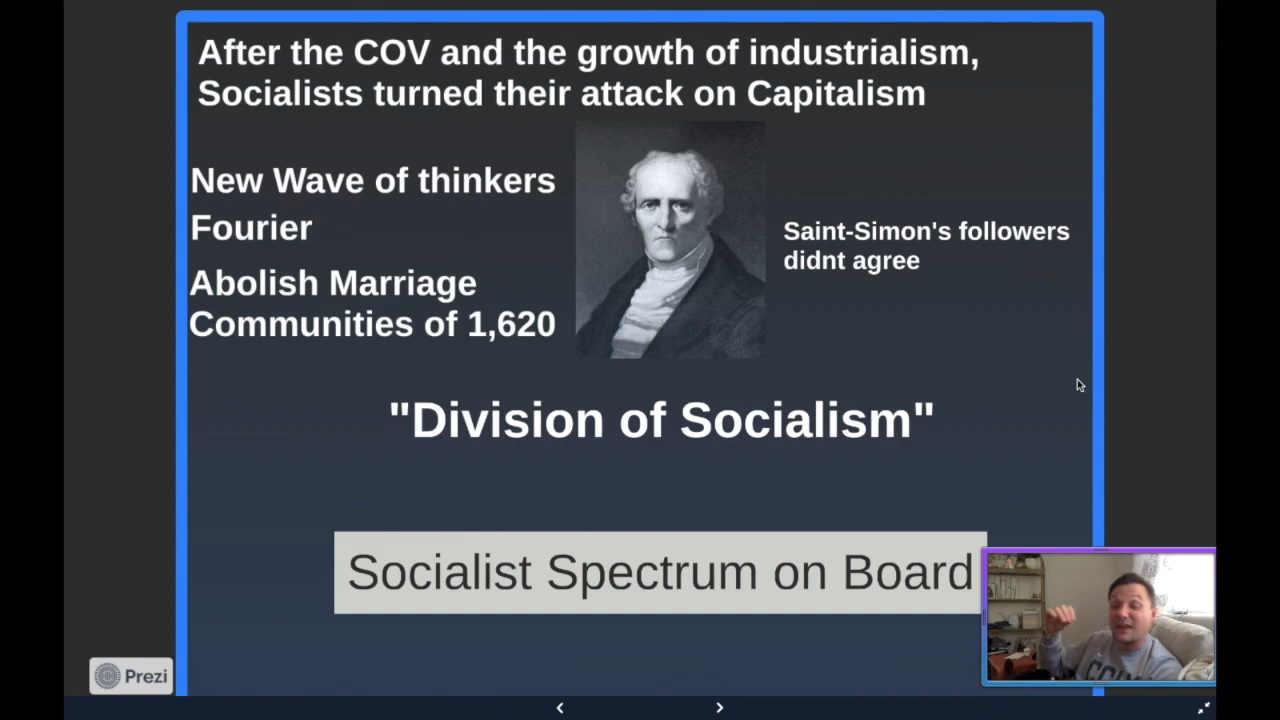 After the COV and the growth of industrialism,
Socialists turned their attack on Capitalism
New Wave of thinkers
Fourier
Abolish Marriage
Communities of 1,620
Saint-Simon's followers
didnt agree
"Division of Socialism"
Socialist Spectrum on Board
Prezi